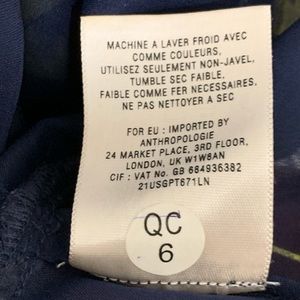 MACHINE A LAVER FROID AVEC
COMME COULEURS,
UTILISEZ SEULEMENT NON-JAVEL,
TUMBLE SEC FAIBLE,
FAIBLE COMME FER NECESSAIRES.
NE PAS NETTOYER A SEC
FOR EU : IMPORTED BY
ANTHROPOLOGIE
24 MARKET PLACE, 3RD FLOOR,
LONDON, UK W1W8AN
CIF : VAT No. GB 684936382
21USGPT671LN
QC
6